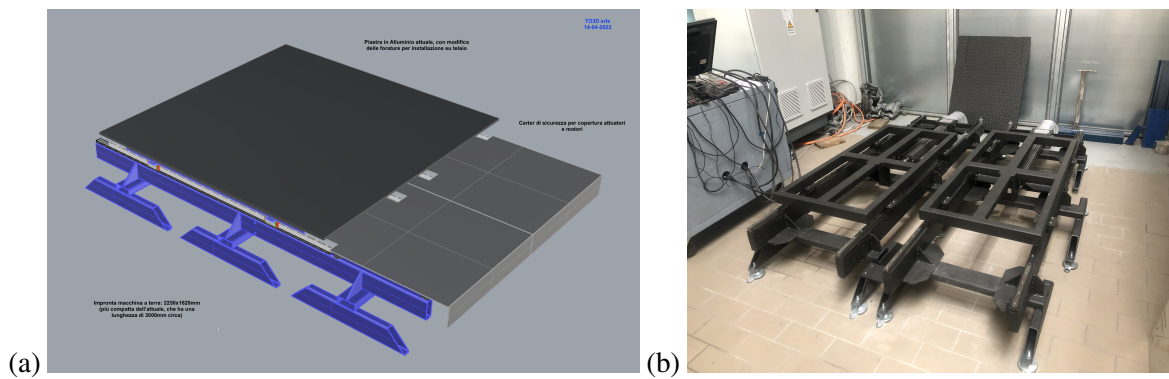 TO3D srls
14-04-2022
Piastra in Alluminio attuale, con modifica
delle forature per installazione su telaio
Carter di sicurezza per copertura attuatori
e motori
Impronta macchina a terra: 2250x1620mm
(più compatta dell'attuale, che ha una
lunghezza di 3000mm circa)
(a)
(b)